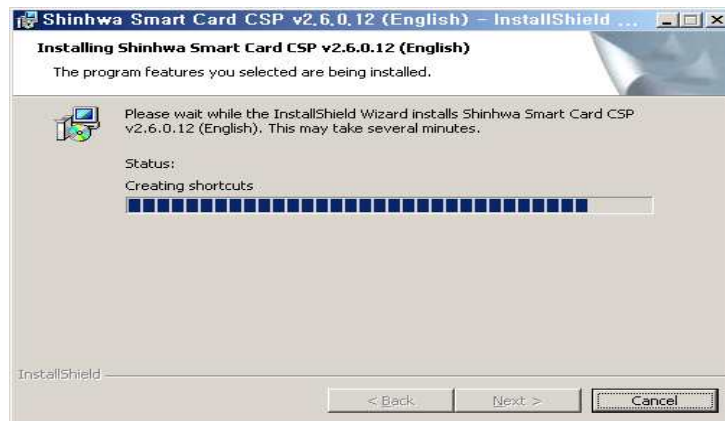 Shinhwa Smart Card CSP v2.6.0.12 (English) - InstallShield ...
Installing Shinhwa Smart Card CSP v2.6.0.12 (English)
The program features you selected are being installed.
Please wait while the InstallShield Wizard installs Shinhwa Smart Card CSP
v2.6.0.12 (English). This may take several minutes.
Status:
Creating shortcuts
InstallShield
< Back
Next >
Cancel